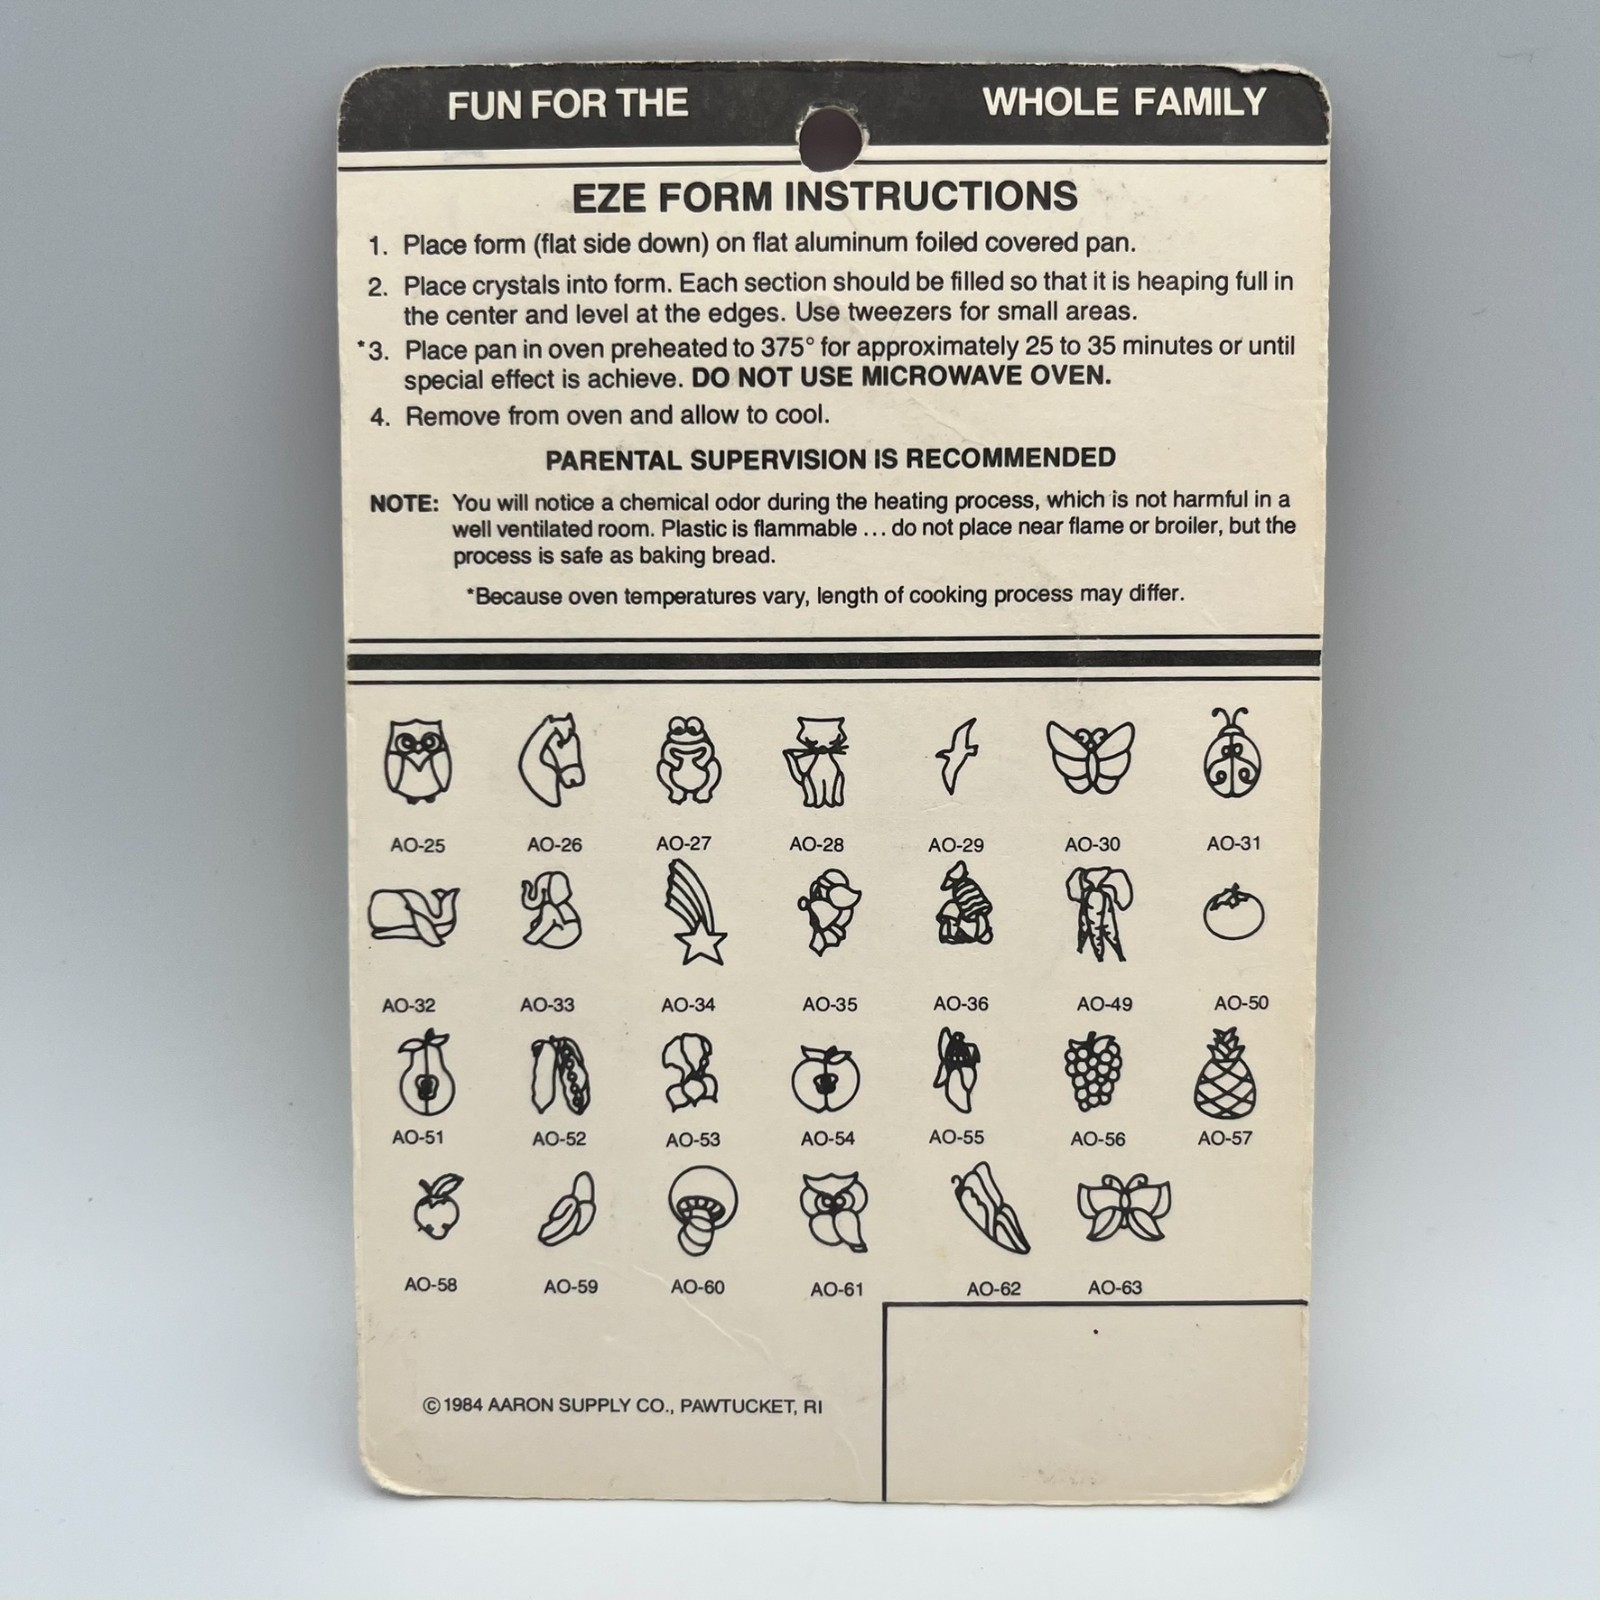 FUN FOR THE WHOLE FAMILY
EZE FORM INSTRUCTIONS
1. Place form (flat side down) on flat aluminum foiled covered pan.
2. Place crystals into form. Each section should be filled so that it is heaping full in
the center and level at the edges. Use tweezers for small areas.
*3. Place pan in oven preheated to 375° for approximately 25 to 35 minutes or until
special effect is achieve. DO NOT USE MICROWAVE OVEN.
4. Remove from oven and allow to cool.
PARENTAL SUPERVISION IS RECOMMENDED
NOTE: You will notice a chemical odor during the heating process, which is not harmful in a
well ventilated room. Plastic is flammable ... do not place near flame or broiler, but the
process is safe as baking bread.
*Because oven temperatures vary, length of cooking process may differ.
AO-25 AO-26 AO-27 AO-28 AO-29 AO-30 AO-31
AO-32 AO-33 AO-34 AO-35 AO-36 AO-49 AO-50
AO-51 AO-52 AO-53 AO-54 AO-55 AO-56 AO-57
AO-58 AO-59 AO-60 AO-61 AO-62 AO-63
©1984 AARON SUPPLY CO., PAWTUCKET, RI